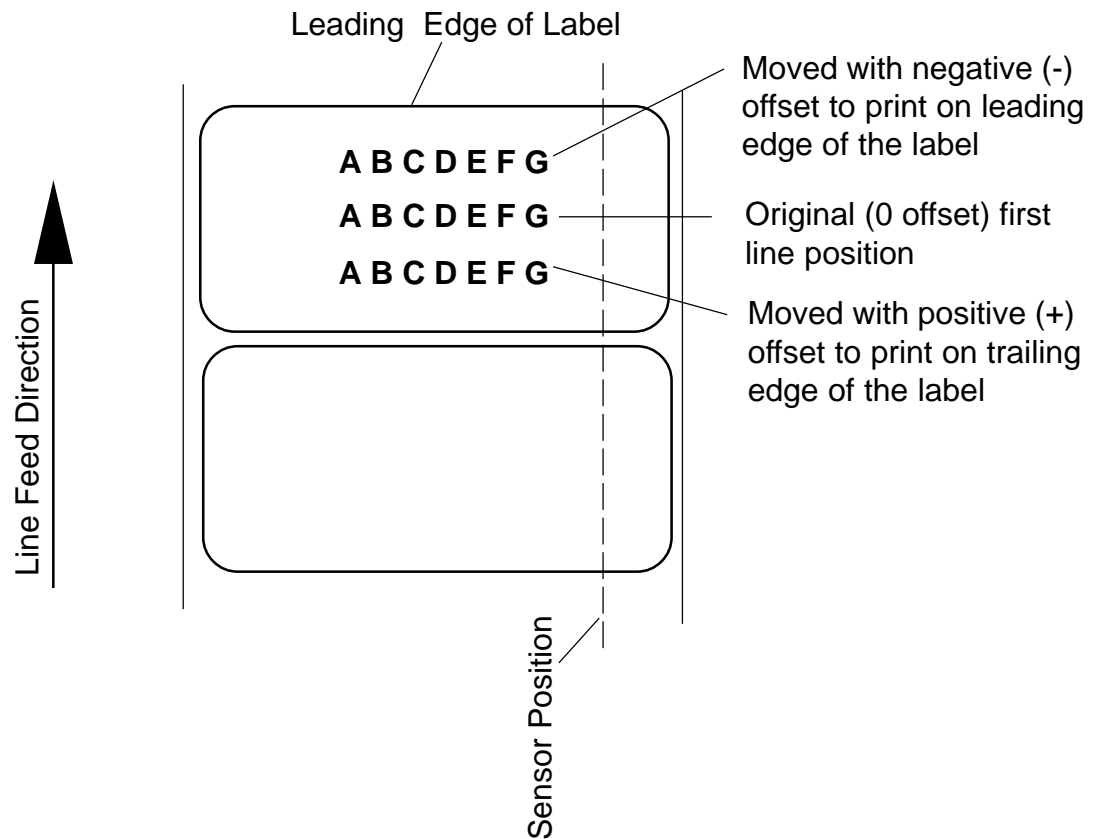 Leading Edge of Label
Moved with negative (-)
offset to print on leading
edge of the label
A B C D E F G
A B C D E F G
Original (0 offset) first
line position
A B C D E F G
Moved with positive (+)
offset to print on trailing
edge of the label
Line Feed Direction
Sensor Position